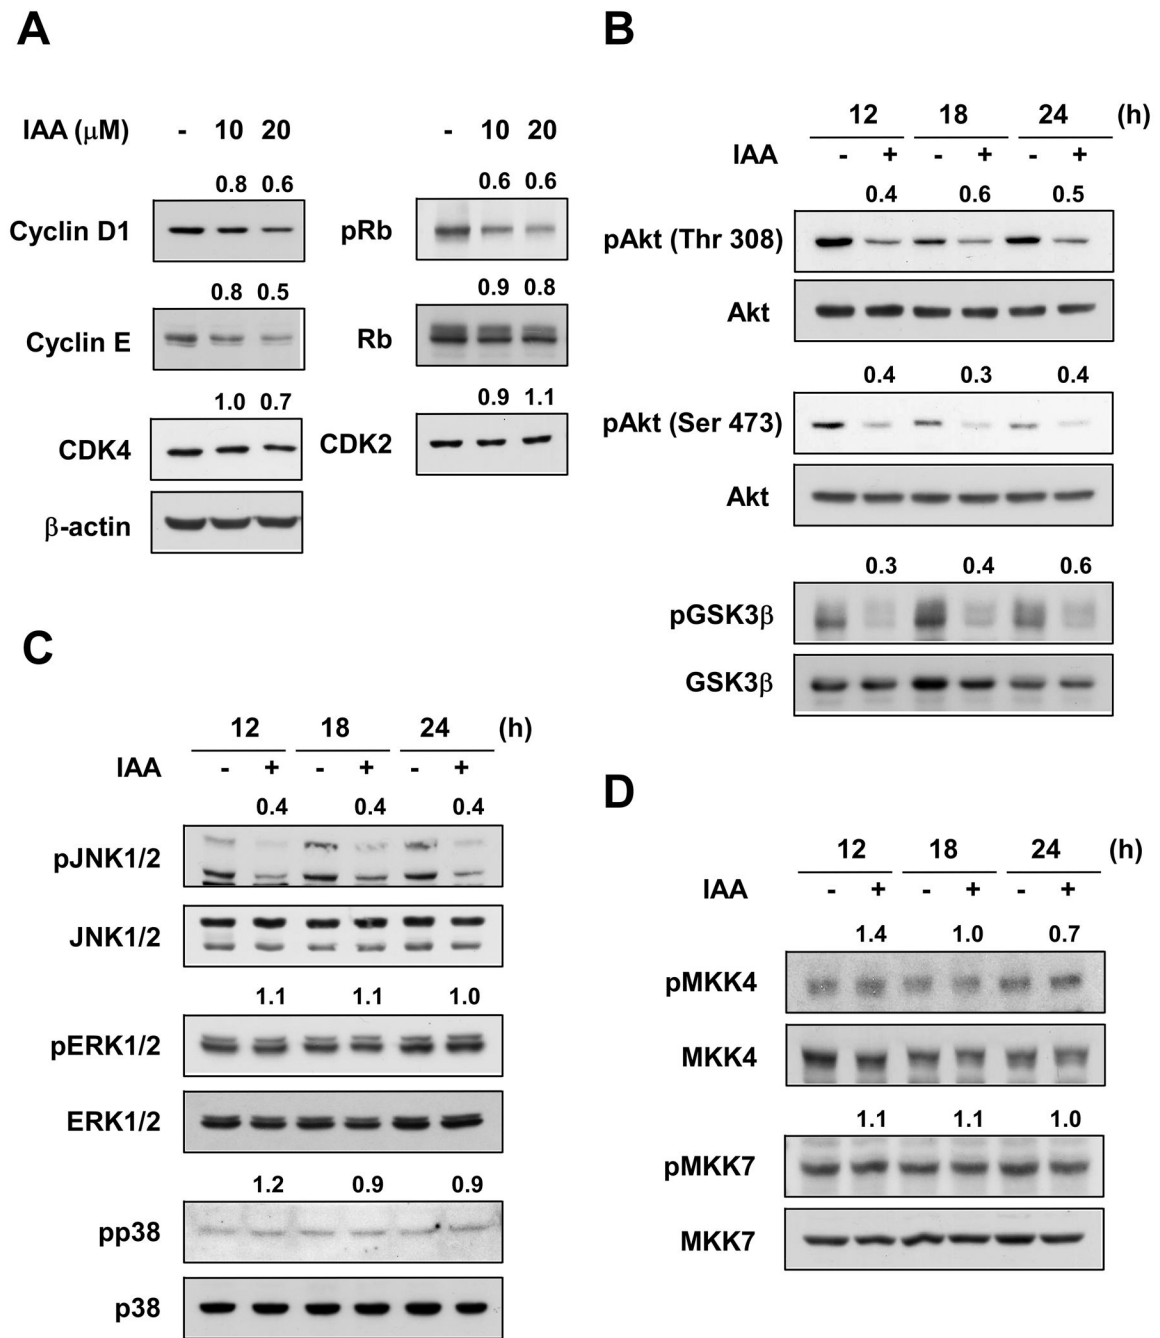 A
IAA (μM) - 10 20
- 10 20
0.8 0.6
Cyclin D1
0.6 0.6
pRb
0.8 0.5
Cyclin E
0.9 0.8
Rb
1.0 0.7
CDK4
0.9 1.1
CDK2
β-actin
B
12 18 24 (h)
IAA - + - + - +
0.4 0.6 0.5
pAkt (Thr 308)
Akt
0.4 0.3 0.4
pAkt (Ser 473)
Akt
0.3 0.4 0.6
pGSK3β
GSK3β
C
12 18 24 (h)
IAA - + - + - +
0.4 0.4 0.4
pJNK1/2
JNK1/2
1.1 1.1 1.0
pERK1/2
ERK1/2
1.2 0.9 0.9
pp38
p38
D
12 18 24 (h)
IAA - + - + - +
1.4 1.0 0.7
pMKK4
MKK4
1.1 1.1 1.0
pMKK7
MKK7